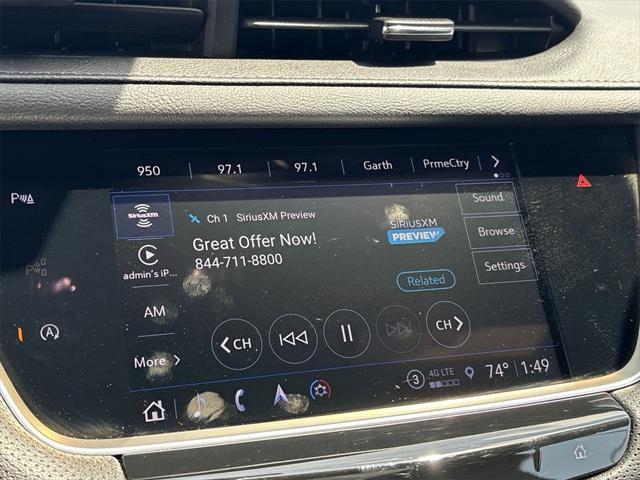 950 97.1 97.1 Garth PrmeCtry
SiriusXM
Ch 1 SiriusXM Preview
Great Offer Now!
844-711-8800
SIRIUSXM
PREVIEW
Sound
Browse
Settings
admin's iP...
Related
AM
CH
CH
More
3 4G LTE 74° 1:49
P
P
A